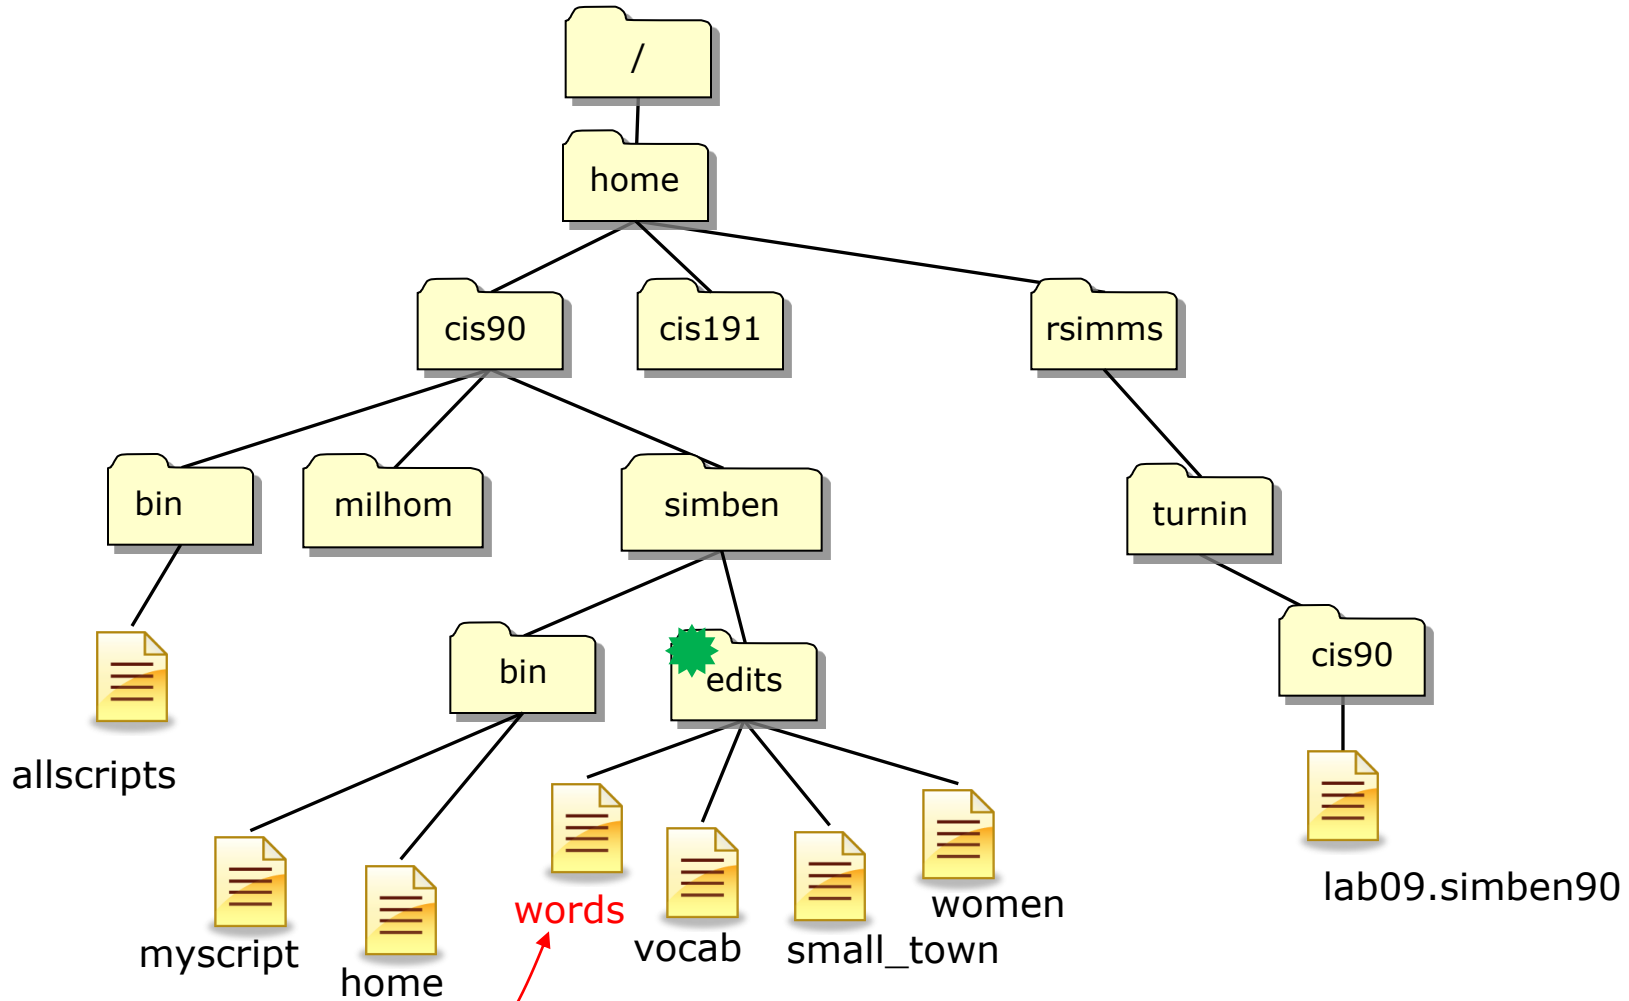 /
home
cis90
cis191
rsimms
bin
milhom
simben
turnin
bin
edits
cis90
allscripts
myscript
home
words
vocab
small_town
women
lab09.simben90